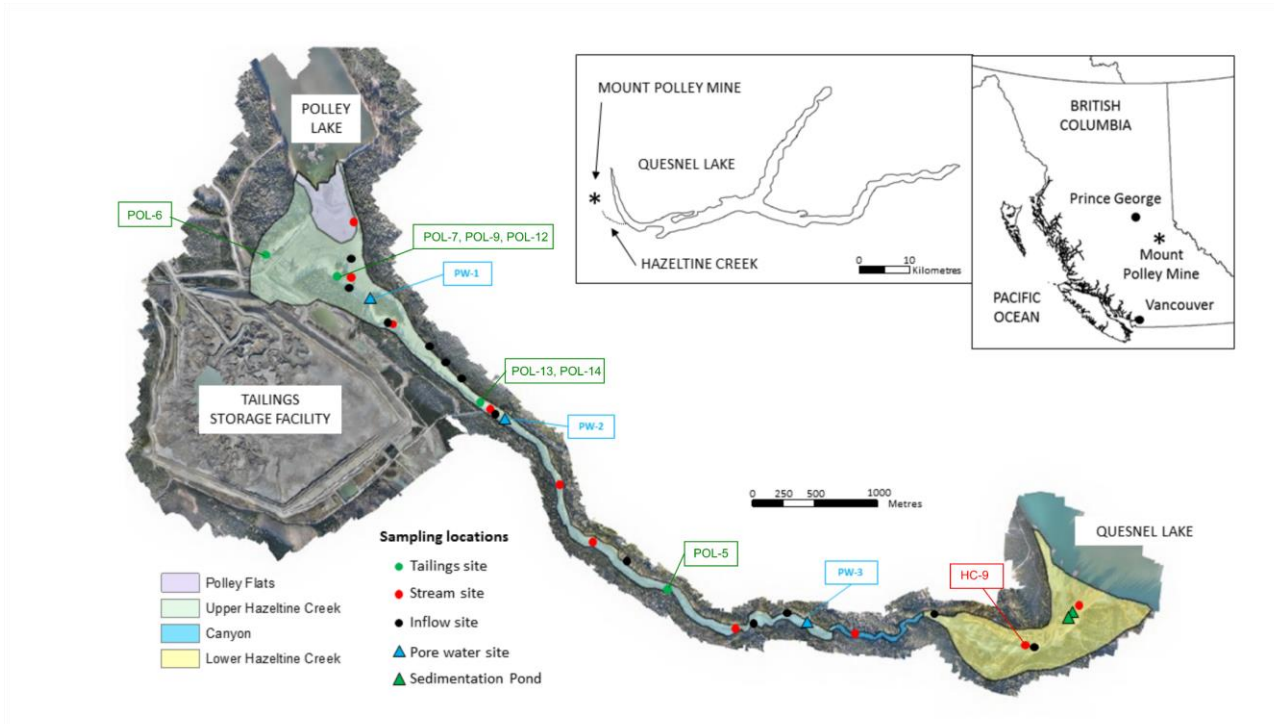 POLLEY
LAKE
POL-6
POL-7, POL-9, POL-12
PW-1
POL-13, POL-14
PW-2
TAILINGS
STORAGE FACILITY
MOUNT POLLEY MINE
*
QUESNEL LAKE
HAZELTINE CREEK
0 10
Kilometres
BRITISH
COLUMBIA
Prince George
*
Mount
Polley Mine
PACIFIC
OCEAN
Vancouver
0 250 500 1000
Metres
QUESNEL LAKE
POL-5
PW-3
HC-9
Polley Flats
Upper Hazeltine Creek
Canyon
Lower Hazeltine Creek
Sampling locations
Tailings site
Stream site
Inflow site
Pore water site
Sedimentation Pond